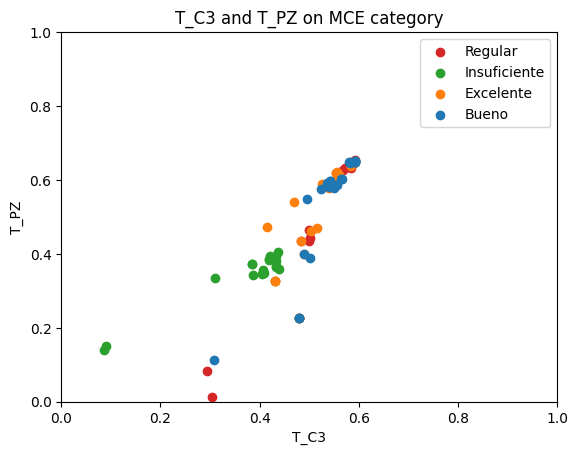 T_C3 and T_PZ on MCE category
1.0
0.8
0.6
0.4
0.2
0.0
T_PZ
Regular
Insuficiente
Excelente
Bueno
0.0 0.2 0.4 0.6 0.8 1.0
T_C3